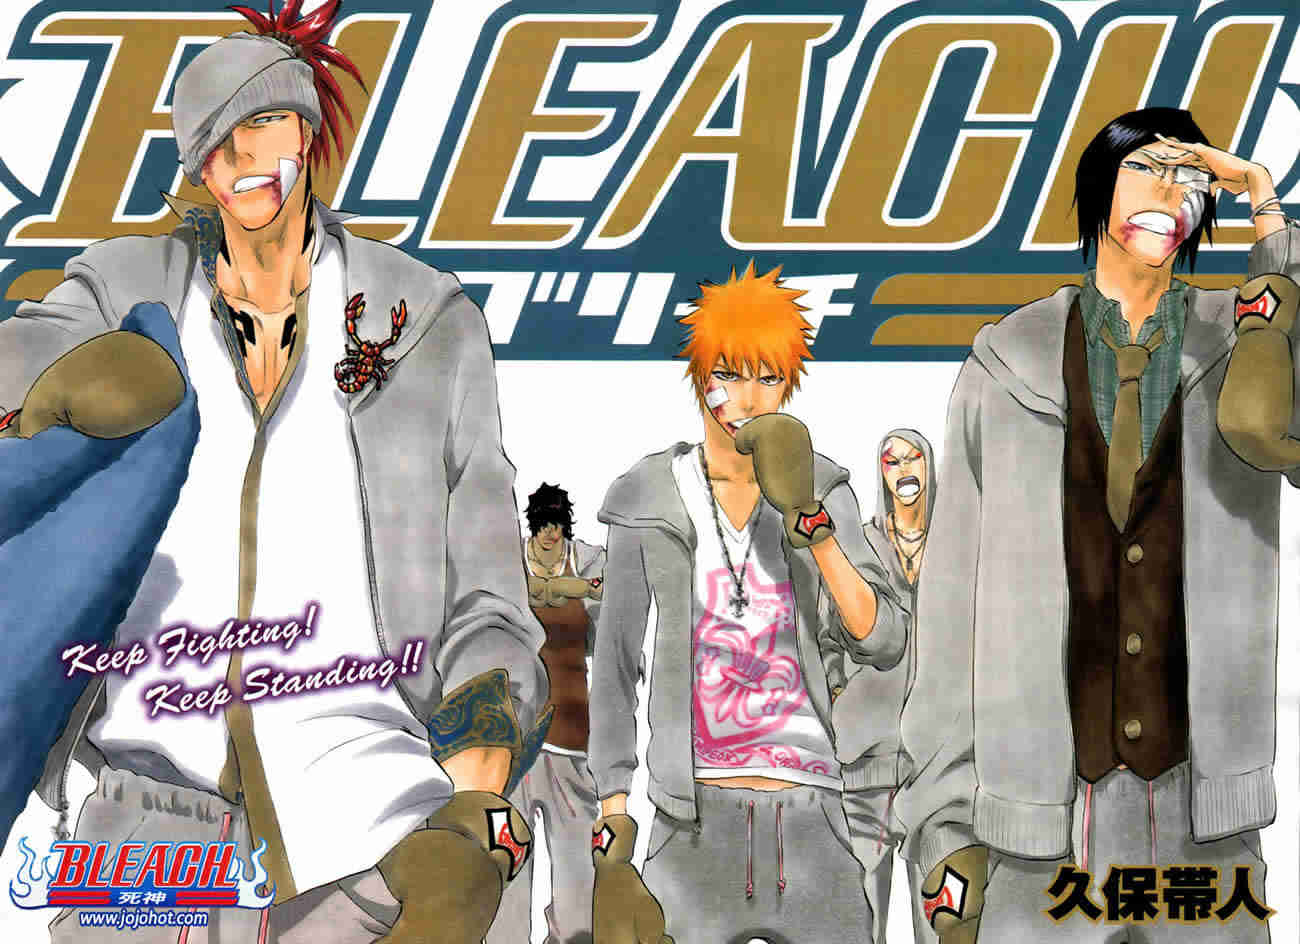 BLEACH
ブリーチ
Keep Fighting!
Keep Standing!!
BLEACH
死神
www.jojohot.com
久保帯人